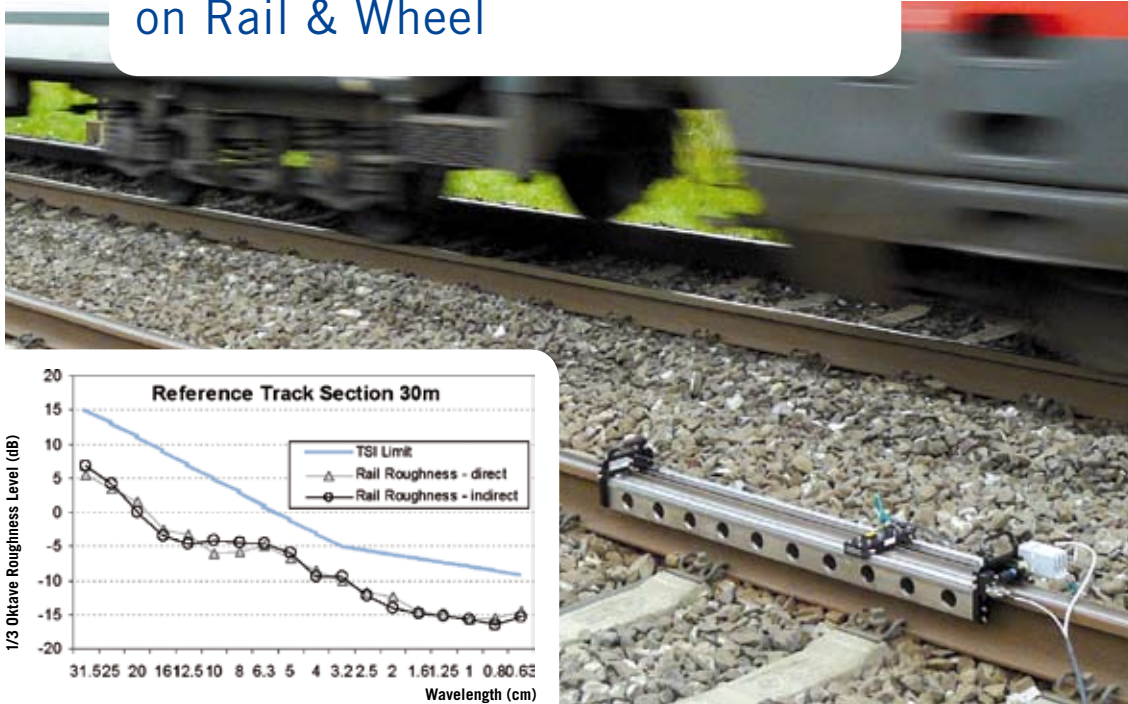 on Rail & Wheel
Reference Track Section 30m
TSI Limit
Rail Roughness - direct
Rail Roughness - indirect
1/3 Oktave Roughness Level (dB)
20
15
10
5
0
-5
-10
-15
-20
31.5 25 20 16 12.5 10 8 6.3 5 4 3.2 2.5 2 1.6 1.25 1 0.8 0.63
Wavelength (cm)